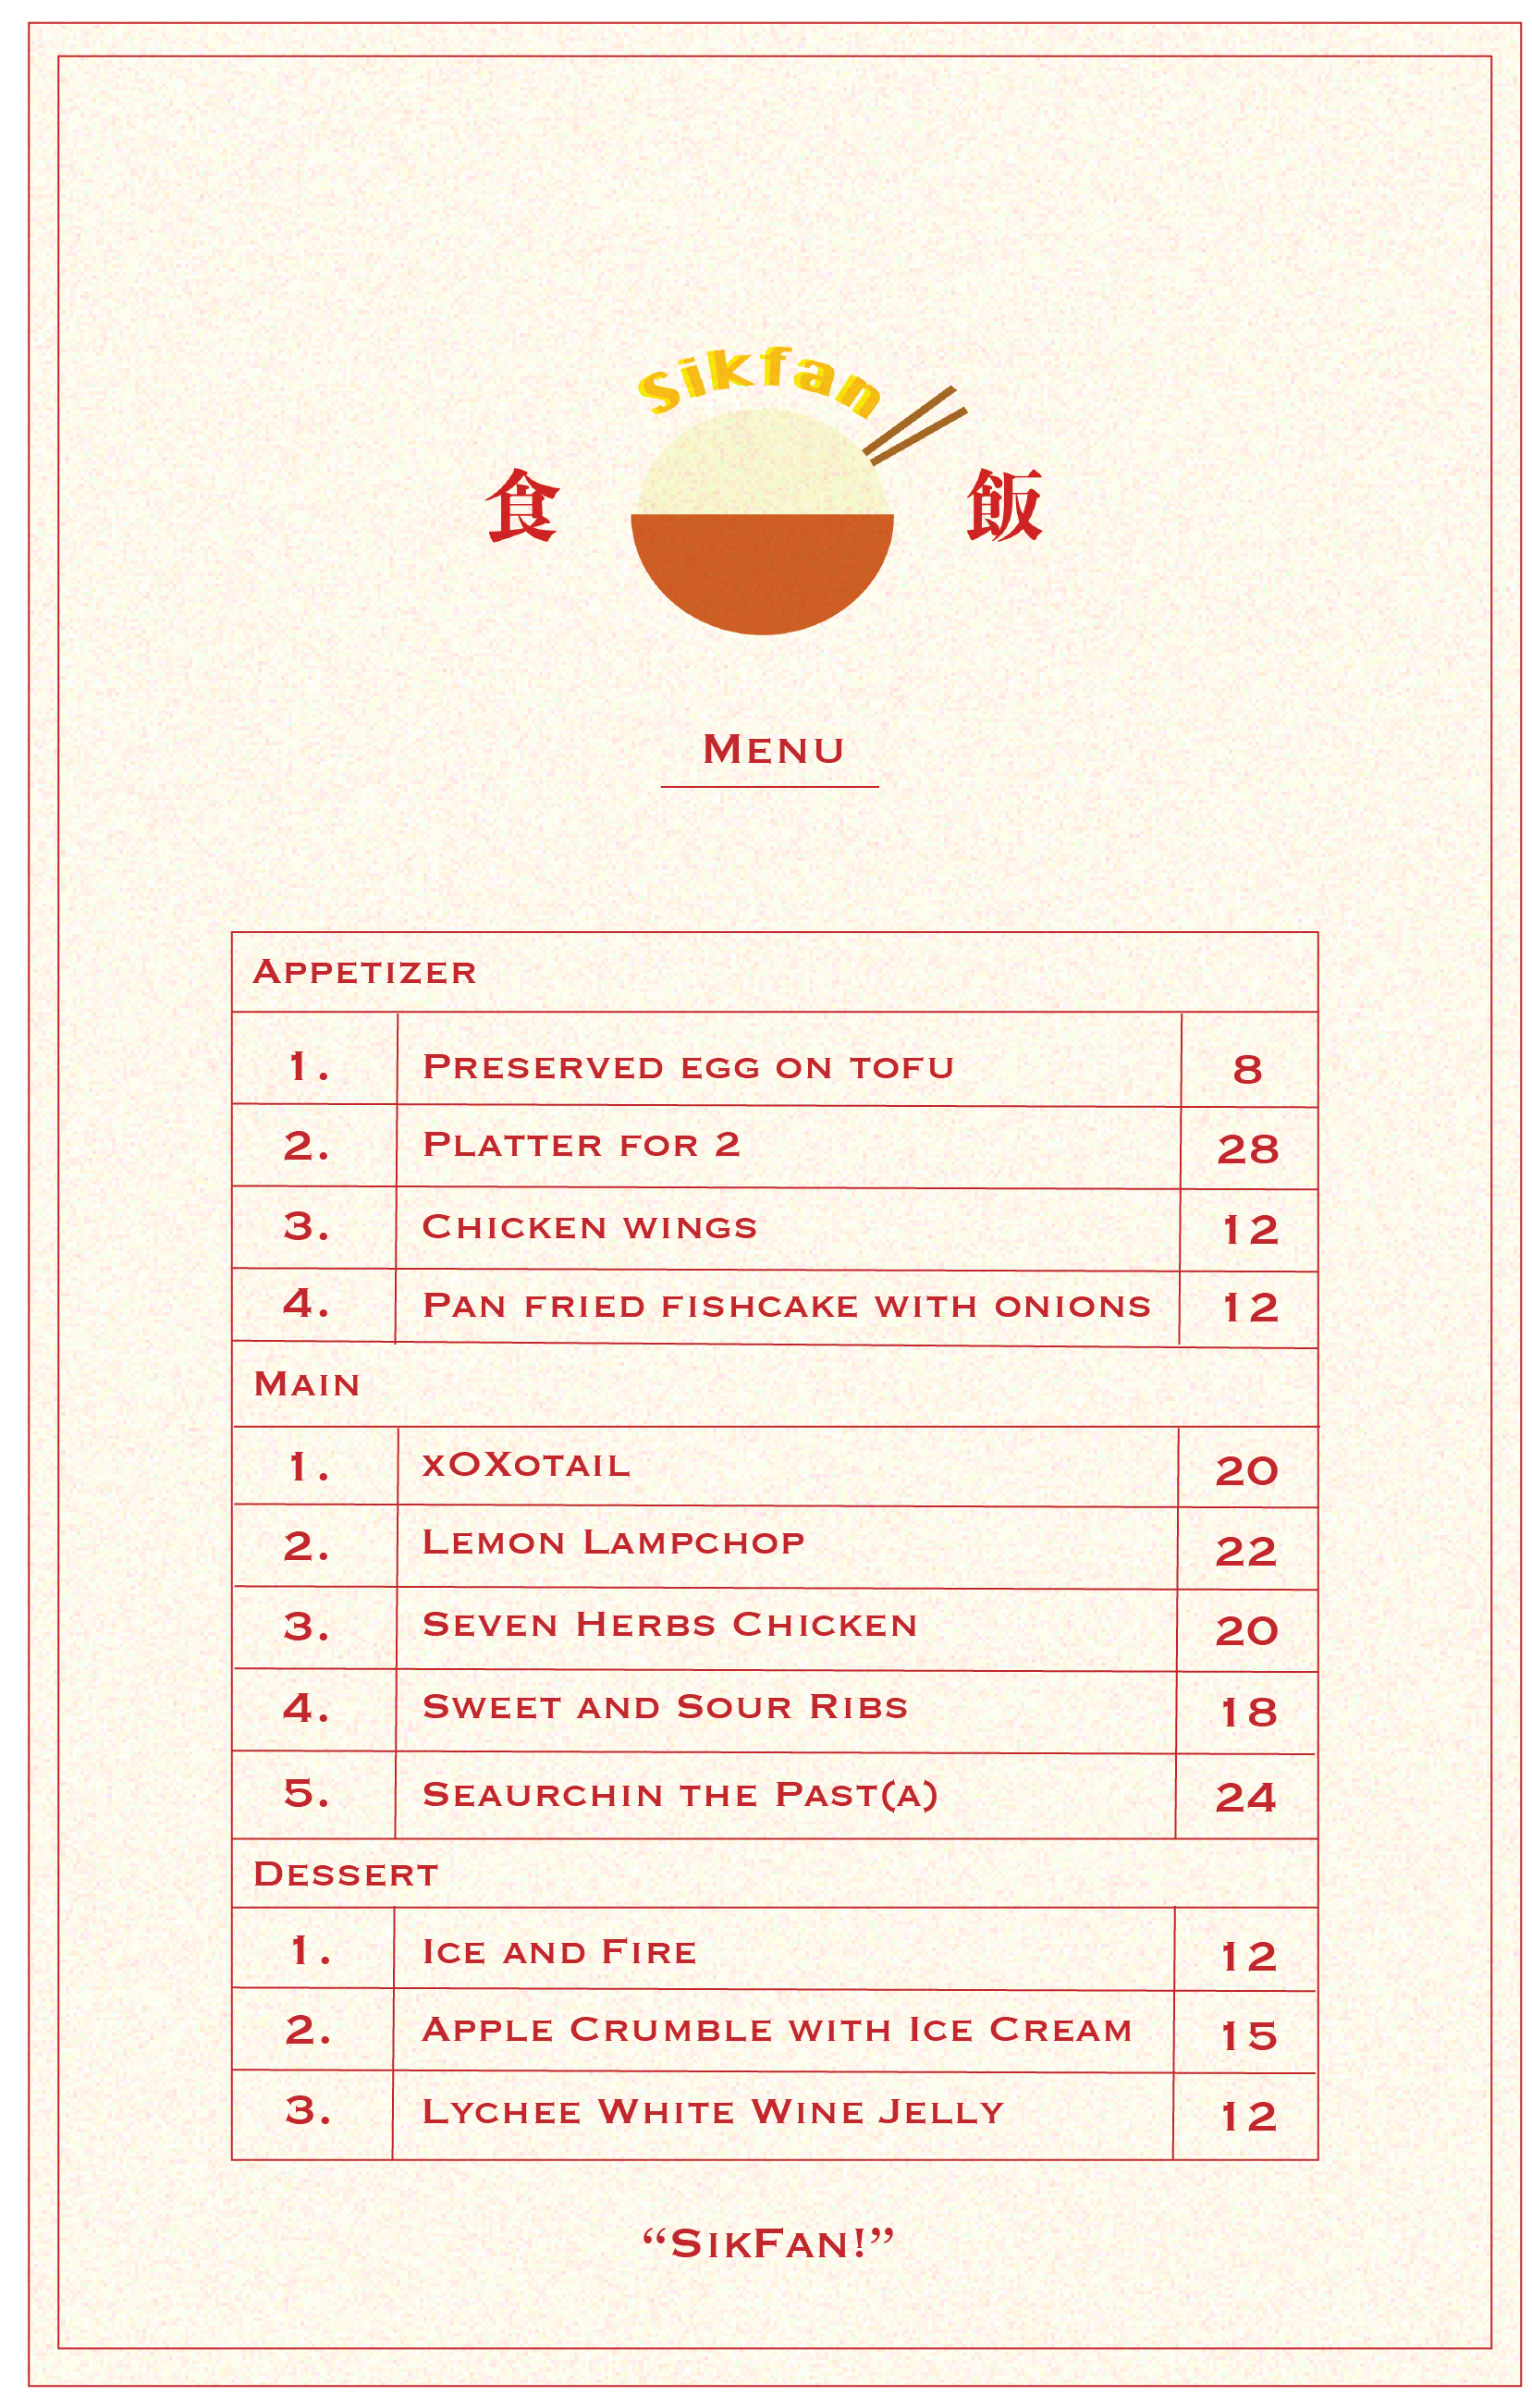 Sikfan
食 飯
Menu
Appetizer
1. Preserved egg on tofu 8
2. Platter for 2 28
3. Chicken wings 12
4. Pan fried fishcake with onions 12
Main
1. xOXotail 20
2. Lemon Lampchop 22
3. Seven Herbs Chicken 20
4. Sweet and Sour Ribs 18
5. Seaurchin the Past(a) 24
Dessert
1. Ice and Fire 12
2. Apple Crumble with Ice Cream 15
3. Lychee White Wine Jelly 12
“SikFan!”